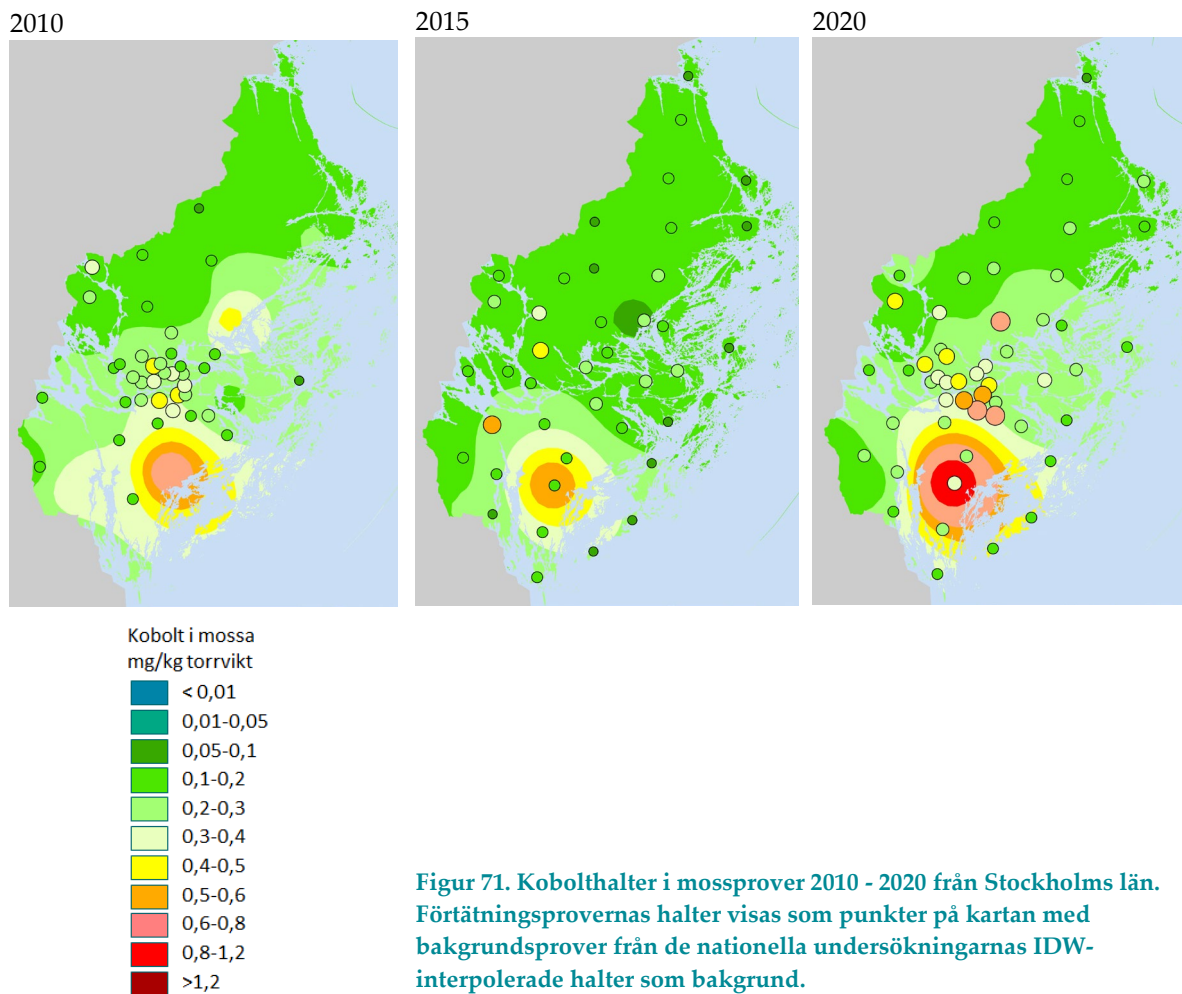 2010
2015
2020
Kobolt i mossa
mg/kg torrvikt
< 0,01
0,01-0,05
0,05-0,1
0,1-0,2
0,2-0,3
0,3-0,4
0,4-0,5
0,5-0,6
0,6-0,8
0,8-1,2
>1,2
Figur 71. Kobolthalter i mossprover 2010 - 2020 från Stockholms län.
Förtätningsprovernas halter visas som punkter på kartan med
bakgrundsprover från de nationella undersökningarnas IDW-
interpolerade halter som bakgrund.